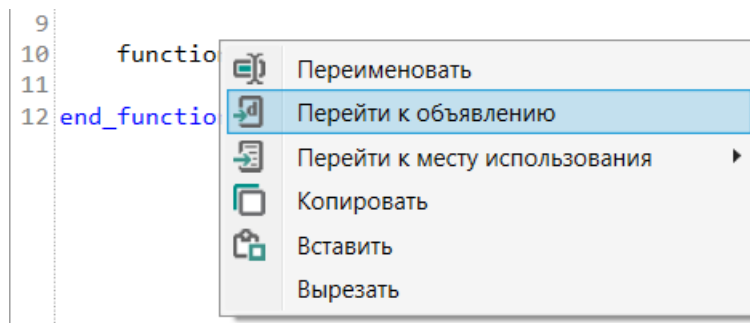 9
10 functio
11
12 end_functio
Переименовать
Перейти к объявлению
Перейти к месту использования
Копировать
Вставить
Вырезать